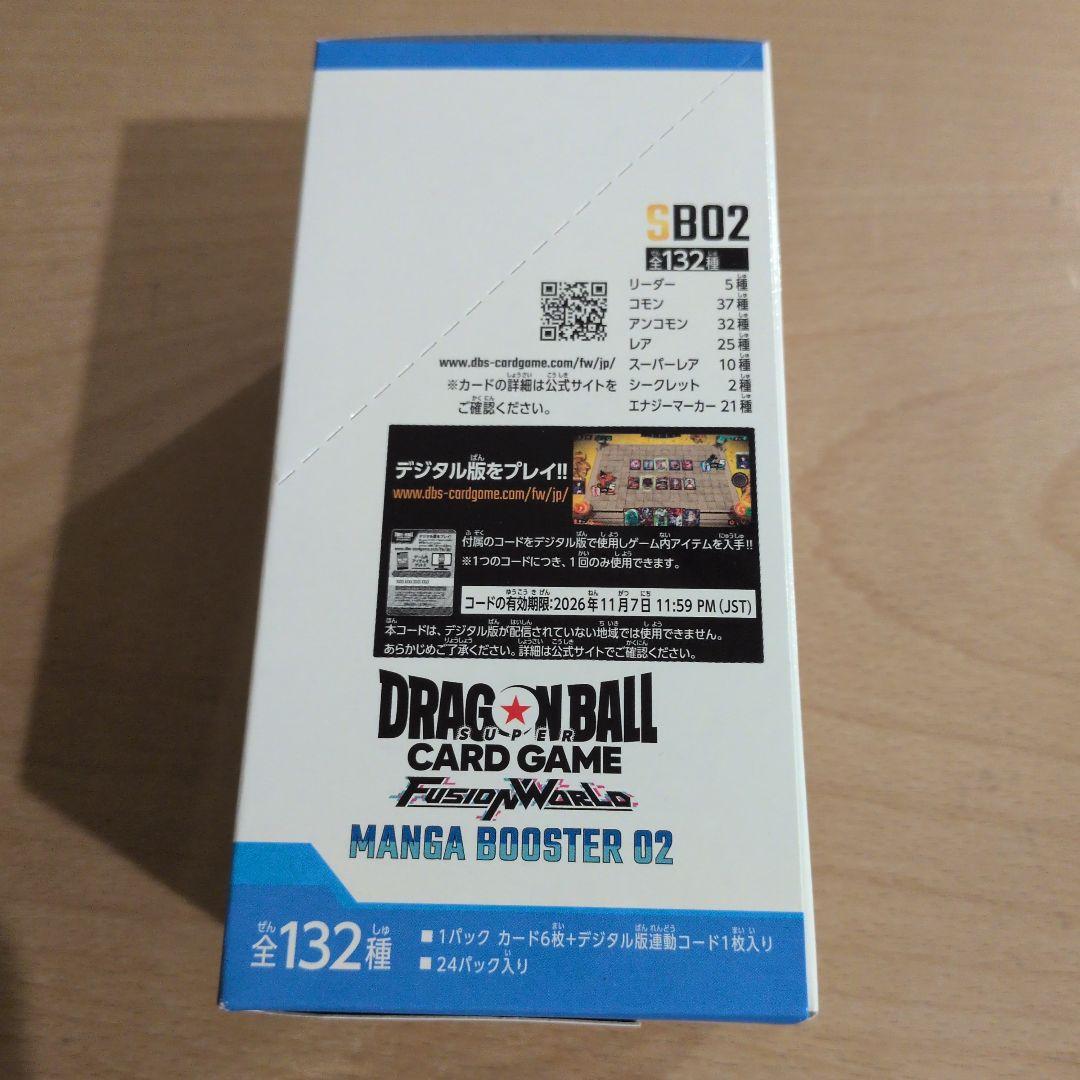 SB02
全132種
リーダー 5種
コモン 37種
アンコモン 32種
レア 25種
スーパーレア 10種
シークレット 2種
エナジーマーカー 21種
www.dbs-cardgame.com/fw/jp/
※カードの詳細は公式サイトを
ご確認ください。
デジタル版をプレイ!!
www.dbs-cardgame.com/fw/jp/
付属のコードをデジタル版で使用しゲーム内アイテムを入手!!
※1つのコードにつき、1回のみ使用できます。
コードの有効期限:2026年11月7日 11:59 PM (JST)
本コードは、デジタル版が配信されていない地域では使用できません。
あらかじめご了承ください。詳細は公式サイトでご確認ください。
DRAGON BALL
SUPER
CARD GAME
FUSION WORLD
MANGA BOOSTER 02
全132種
■ 1パック カード6枚+デジタル版連動コード1枚入り
■ 24パック入り